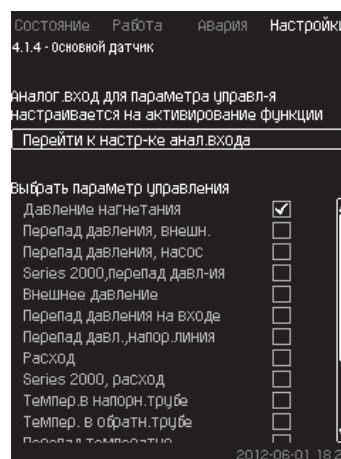 Состояние Работа Авария Настройки
4.1.4 - Основной датчик
Аналог.вход для параметра управл-я
настраивается на активирование функции
Перейти к настр-ке анал.входа
Выбрать параметр управления
Давление нагнетания
Перепад давления, внешн.
Перепад давления, насос
Series 2000,перепад давл-ия
Внешнее давление
Перепад давления на входе
Перепад давл.,напор.линия
Расход
Series 2000, расход
Темпер.в напорн.трубе
Темпер. в обратн.трубе
2012-06-01 18:2